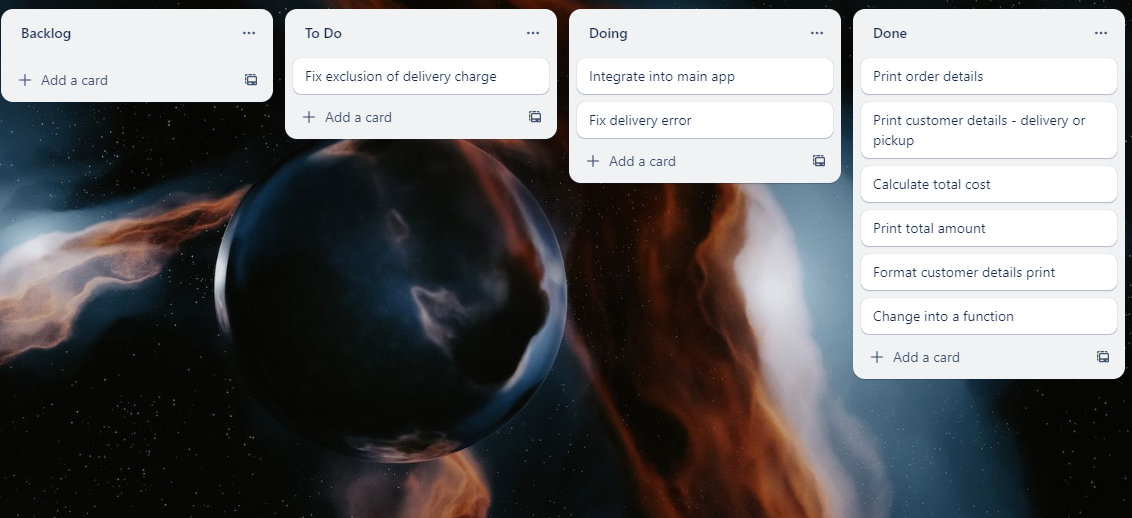 Backlog
Add a card
To Do
Fix exclusion of delivery charge
Add a card
Doing
Integrate into main app
Fix delivery error
Add a card
Done
Print order details
Print customer details - delivery or
pickup
Calculate total cost
Print total amount
Format customer details print
Change into a function
Add a card